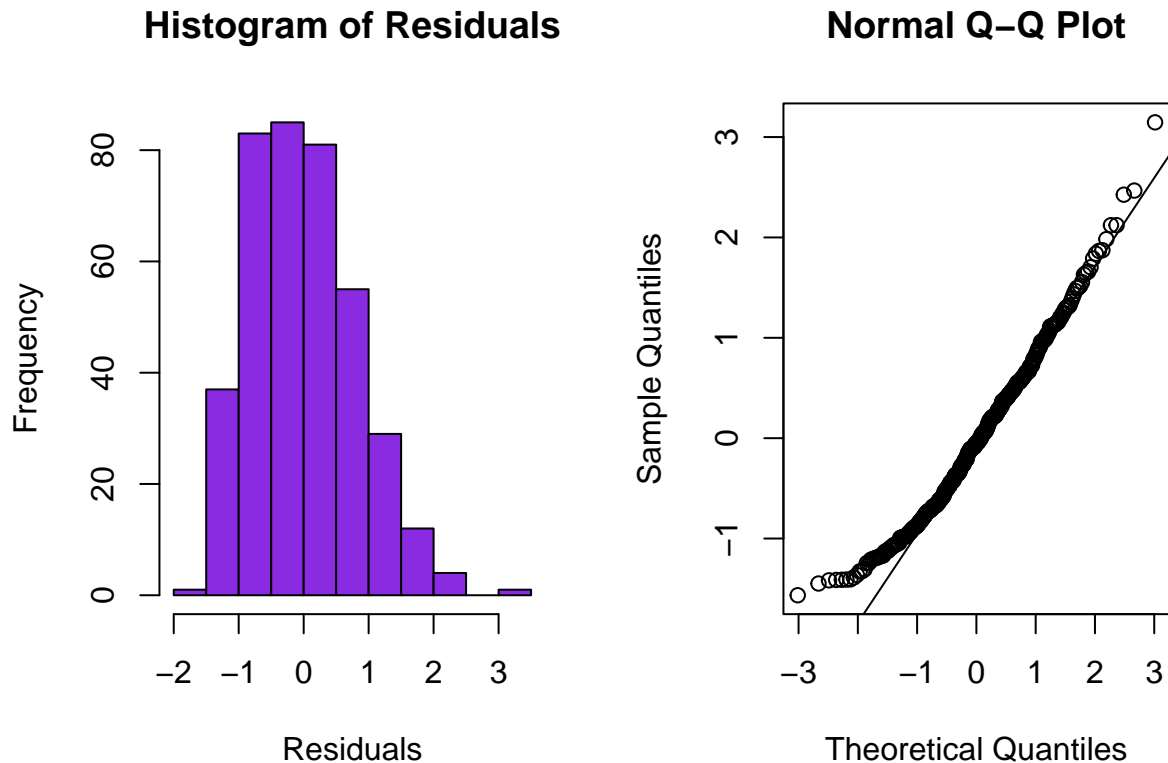 Histogram of Residuals
Frequency
80
60
40
20
0
−2 −1 0 1 2 3
Residuals
Normal Q−Q Plot
Sample Quantiles
3
2
1
0
−1
−3 −1 0 1 2 3
Theoretical Quantiles